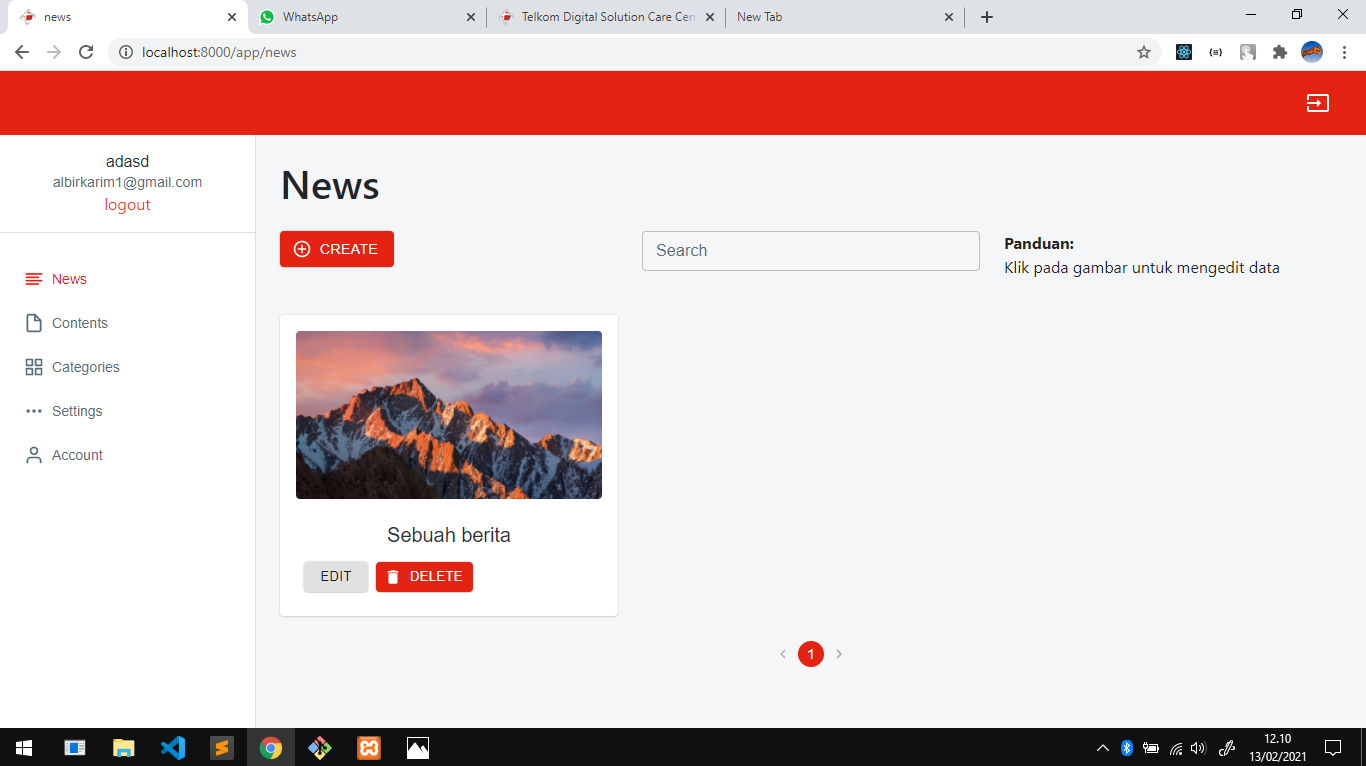 news
WhatsApp
Telkom Digital Solution Care Cen
New Tab
localhost:8000/app/news
adasd
albirkarim1@gmail.com
logout
News
Contents
Categories
Settings
Account
News
CREATE
Search
Panduan:
Klik pada gambar untuk mengedit data
Sebuah berita
EDIT
DELETE
1
12.10
13/02/2021